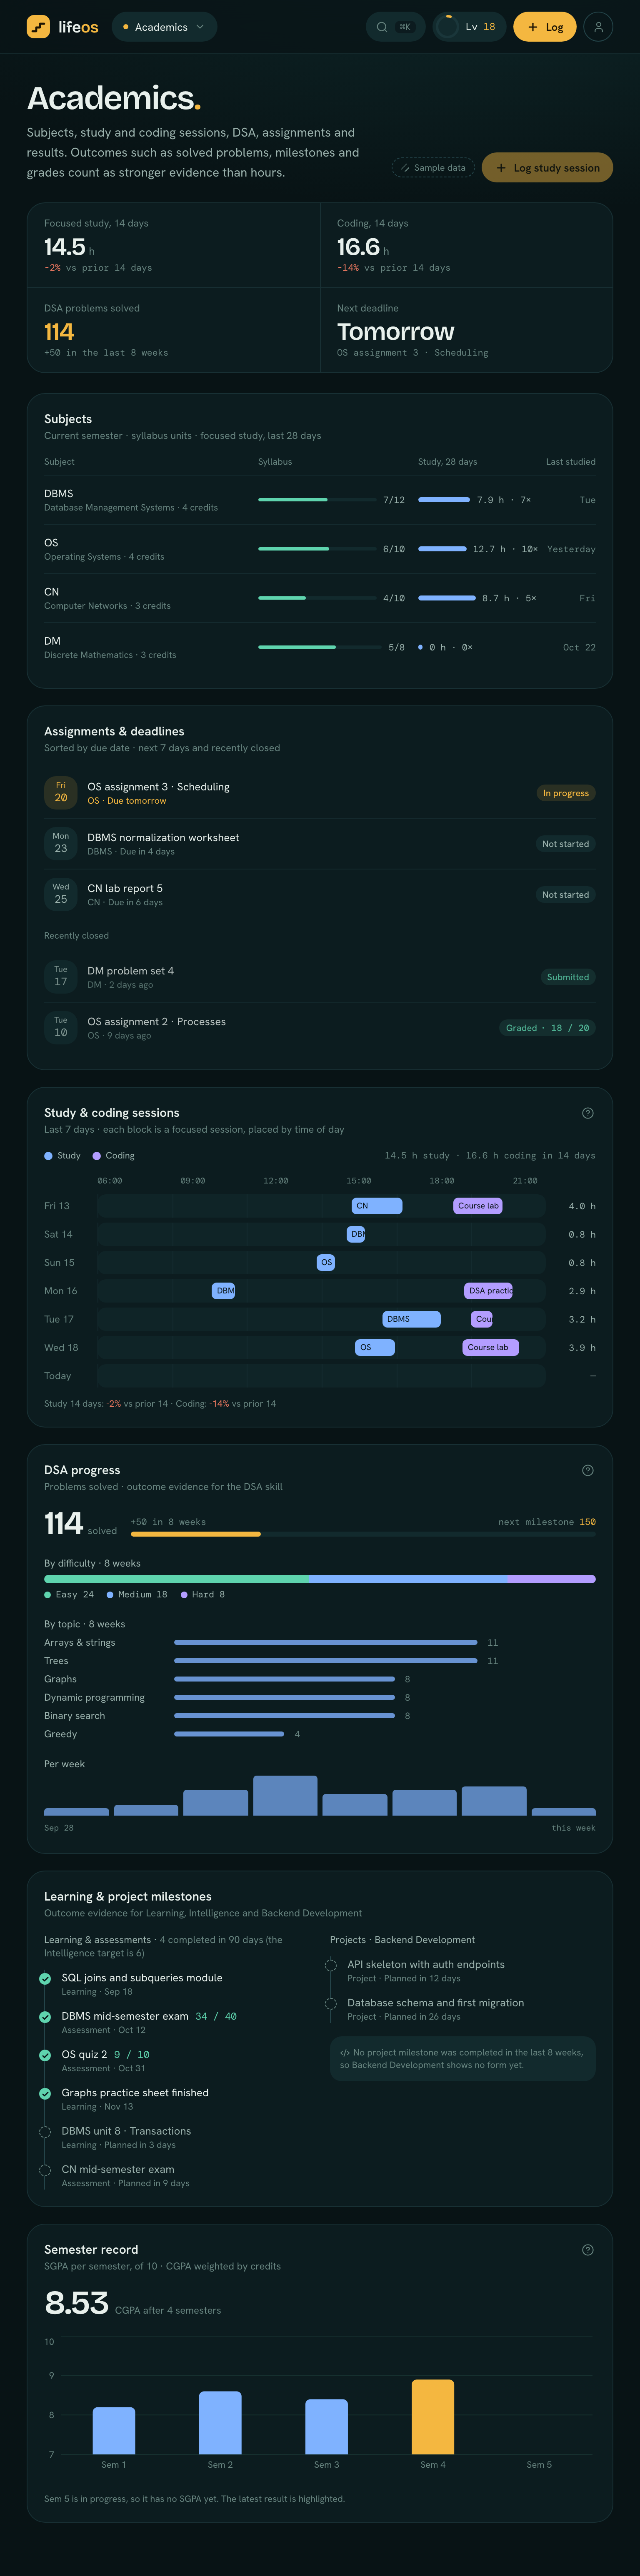 lifeos
Academics
⌘K
Lv 18
+ Log
Academics.
Subjects, study and coding sessions, DSA, assignments and
results. Outcomes such as solved problems, milestones and
grades count as stronger evidence than hours.
Sample data
+ Log study session
Focused study, 14 days
14.5 h
-2% vs prior 14 days
Coding, 14 days
16.6 h
-14% vs prior 14 days
DSA problems solved
114
+50 in the last 8 weeks
Next deadline
Tomorrow
OS assignment 3 · Scheduling
Subjects
Current semester · syllabus units · focused study, last 28 days
Subject Syllabus Study, 28 days Last studied
DBMS
Database Management Systems · 4 credits
7/12 7.9 h · 7× Tue
OS
Operating Systems · 4 credits
6/10 12.7 h · 10× Yesterday
CN
Computer Networks · 3 credits
4/10 8.7 h · 5× Fri
DM
Discrete Mathematics · 3 credits
5/8 0 h · 0× Oct 22
Assignments & deadlines
Sorted by due date · next 7 days and recently closed
Fri
20
OS assignment 3 · Scheduling
OS · Due tomorrow
In progress
Mon
23
DBMS normalization worksheet
DBMS · Due in 4 days
Not started
Wed
25
CN lab report 5
CN · Due in 6 days
Not started
Recently closed
Tue
17
DM problem set 4
DM · 2 days ago
Submitted
Tue
10
OS assignment 2 · Processes
OS · 9 days ago
Graded · 18 / 20
Study & coding sessions
Last 7 days · each block is a focused session, placed by time of day
Study Coding
14.5 h study · 16.6 h coding in 14 days
06:00 09:00 12:00 15:00 18:00 21:00
Fri 13 CN Course lab 4.0 h
Sat 14 DBM 0.8 h
Sun 15 OS 0.8 h
Mon 16 DBM DSA practic 2.9 h
Tue 17 DBMS Cou 3.2 h
Wed 18 OS Course lab 3.9 h
Today —
Study 14 days: -2% vs prior 14 · Coding: -14% vs prior 14
DSA progress
Problems solved · outcome evidence for the DSA skill
114 solved
+50 in 8 weeks next milestone 150
By difficulty · 8 weeks
Easy 24 Medium 18 Hard 8
By topic · 8 weeks
Arrays & strings 11
Trees 11
Graphs 8
Dynamic programming 8
Binary search 8
Greedy 4
Per week
Sep 28 this week
Learning & project milestones
Outcome evidence for Learning, Intelligence and Backend Development
Learning & assessments · 4 completed in 90 days (the
Intelligence target is 6)
SQL joins and subqueries module
Learning · Sep 18
DBMS mid-semester exam 34 / 40
Assessment · Oct 12
OS quiz 2 9 / 10
Assessment · Oct 31
Graphs practice sheet finished
Learning · Nov 13
DBMS unit 8 · Transactions
Learning · Planned in 3 days
CN mid-semester exam
Assessment · Planned in 9 days
Projects · Backend Development
API skeleton with auth endpoints
Project · Planned in 12 days
Database schema and first migration
Project · Planned in 26 days
No project milestone was completed in the last 8 weeks,
so Backend Development shows no form yet.
Semester record
SGPA per semester, of 10 · CGPA weighted by credits
8.53 CGPA after 4 semesters
10
9
8
7
Sem 1 Sem 2 Sem 3 Sem 4 Sem 5
Sem 5 is in progress, so it has no SGPA yet. The latest result is highlighted.